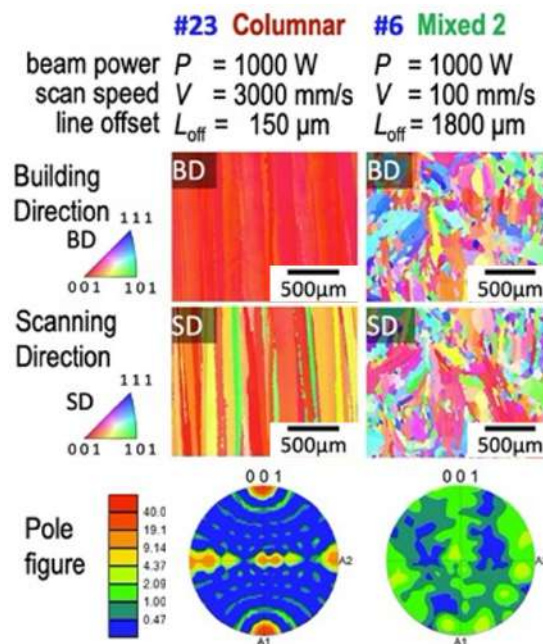 #23 Columnar #6 Mixed 2
beam power P = 1000 W P = 1000 W
scan speed V = 3000 mm/s V = 100 mm/s
line offset Loff = 150 µm Loff = 1800 µm
Building
Direction
BD
111
001 101
BD
500µm
BD
500µm
Scanning
Direction
SD
111
001 101
SD
500µm
SD
500µm
Pole
figure
40.0
19.1
9.14
4.37
2.09
1.00
0.47
001
A2
A1
001
A1